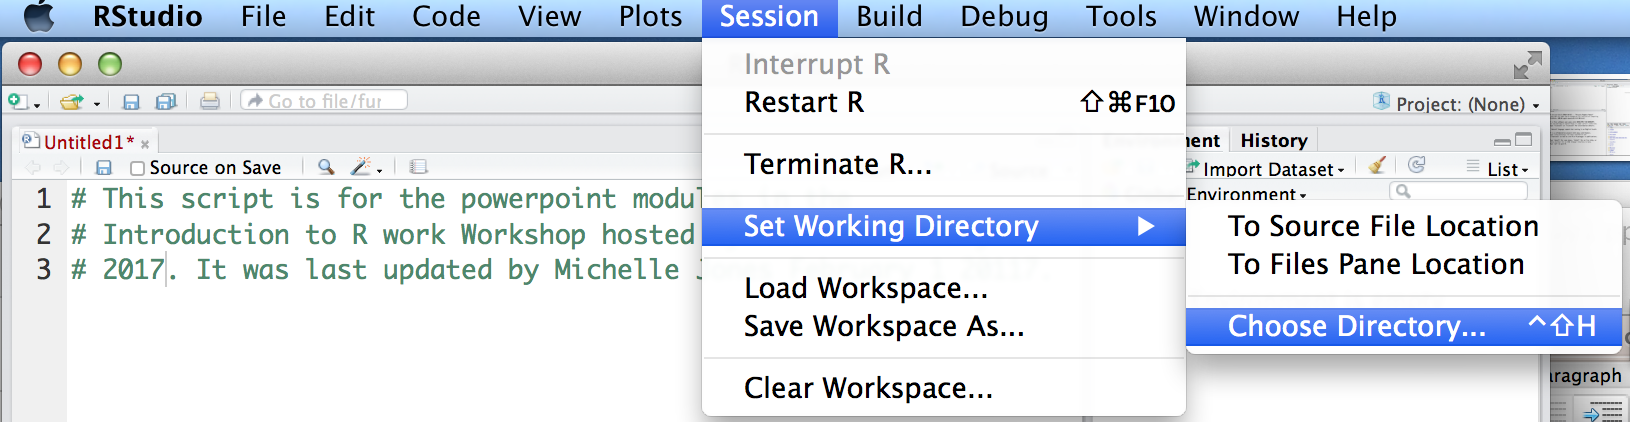 RStudio File Edit Code View Plots Session Build Debug Tools Window Help
Go to file/fur
Project: (None)
Untitled1*
Source on Save
1 # This script is for the powerpoint modul
2 # Introduction to R work Workshop hosted
3 # 2017. It was last updated by Michelle
Interrupt R
Restart R ⇧⌘F10
Terminate R...
Set Working Directory ▶
Load Workspace...
Save Workspace As...
Clear Workspace...
nent History
Import Dataset
List
Environment
To Source File Location
To Files Pane Location
Choose Directory... ^⇧H
aragraph